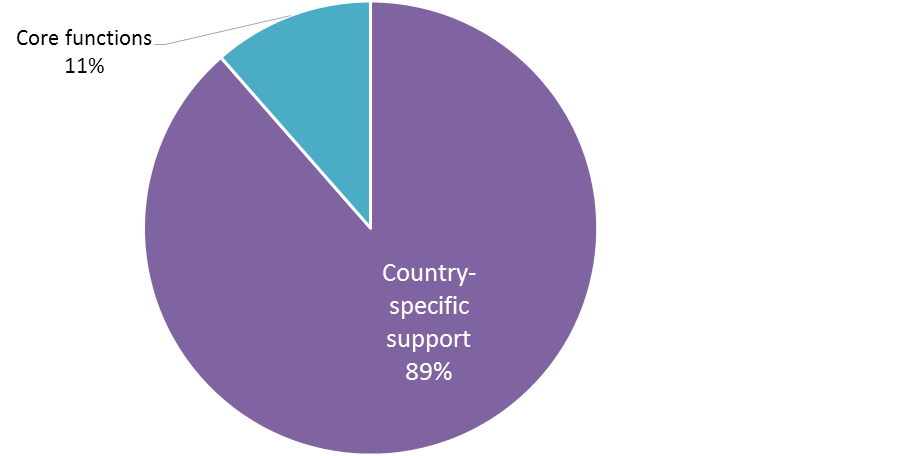 Core functions
11%
Country-
specific
support
89%